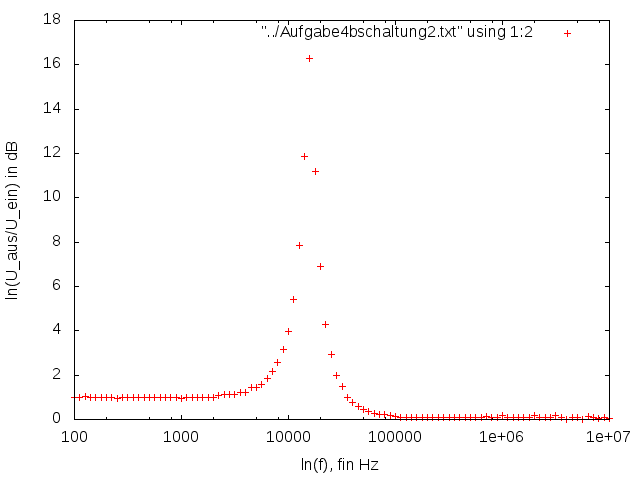 "../Aufgabe4bschaltung2.txt" using 1:2
18
16
14
12
10
8
6
4
2
0
ln(U_aus/U_ein) in dB
100 1000 10000 100000 1e+06 1e+07
ln(f), fin Hz